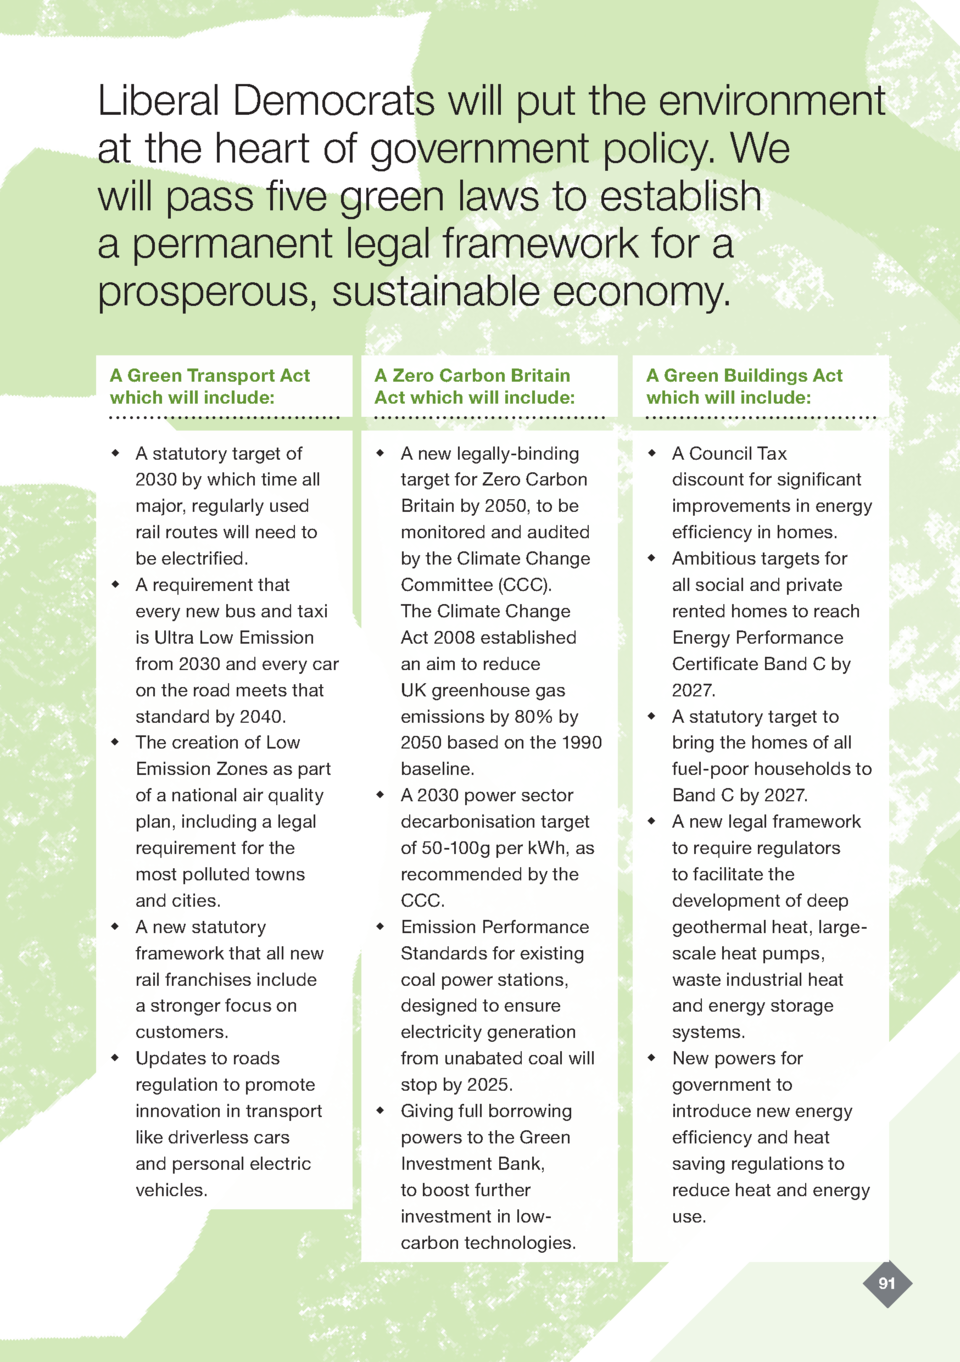 Liberal Democrats will put the environment
at the heart of government policy. We
will pass five green laws to establish
a permanent legal framework for a
prosperous, sustainable economy.
A Green Transport Act
which will include:
◆ A statutory target of
2030 by which time all
major, regularly used
rail routes will need to
be electrified.
◆ A requirement that
every new bus and taxi
is Ultra Low Emission
from 2030 and every car
on the road meets that
standard by 2040.
◆ The creation of Low
Emission Zones as part
of a national air quality
plan, including a legal
requirement for the
most polluted towns
and cities.
◆ A new statutory
framework that all new
rail franchises include
a stronger focus on
customers.
◆ Updates to roads
regulation to promote
innovation in transport
like driverless cars
and personal electric
vehicles.
A Zero Carbon Britain
Act which will include:
◆ A new legally-binding
target for Zero Carbon
Britain by 2050, to be
monitored and audited
by the Climate Change
Committee (CCC).
The Climate Change
Act 2008 established
an aim to reduce
UK greenhouse gas
emissions by 80% by
2050 based on the 1990
baseline.
◆ A 2030 power sector
decarbonisation target
of 50-100g per kWh, as
recommended by the
CCC.
◆ Emission Performance
Standards for existing
coal power stations,
designed to ensure
electricity generation
from unabated coal will
stop by 2025.
◆ Giving full borrowing
powers to the Green
Investment Bank,
to boost further
investment in low-
carbon technologies.
A Green Buildings Act
which will include:
◆ A Council Tax
discount for significant
improvements in energy
efficiency in homes.
◆ Ambitious targets for
all social and private
rented homes to reach
Energy Performance
Certificate Band C by
2027.
◆ A statutory target to
bring the homes of all
fuel-poor households to
Band C by 2027.
◆ A new legal framework
to require regulators
to facilitate the
development of deep
geothermal heat, large-
scale heat pumps,
waste industrial heat
and energy storage
systems.
◆ New powers for
government to
introduce new energy
efficiency and heat
saving regulations to
reduce heat and energy
use.
91